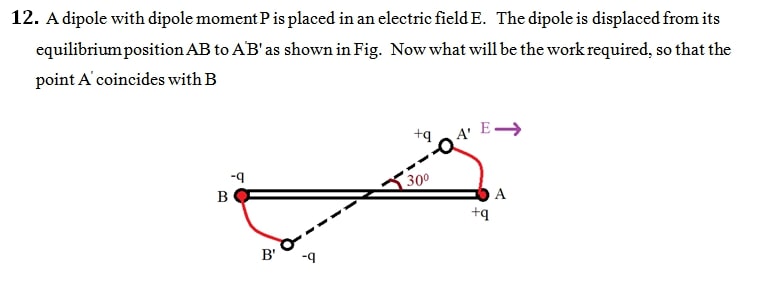 12. A dipole with dipole moment P is placed in an electric field E. The dipole is displaced from its
equilibrium position AB to A'B' as shown in Fig. Now what will be the work required, so that the
point A' coincides with B
+q A' E
-q 30⁰
B A
+q
B' -q